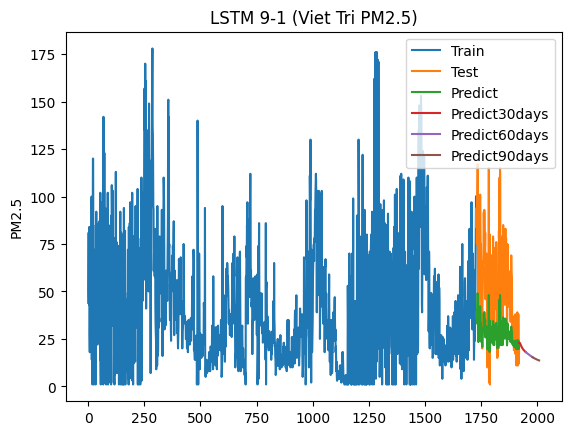 LSTM 9-1 (Viet Tri PM2.5)
PM2.5
175
150
125
100
75
50
25
0
0
250
500
750
1000
1250
1500
1750
2000
Train
Test
Predict
Predict30days
Predict60days
Predict90days